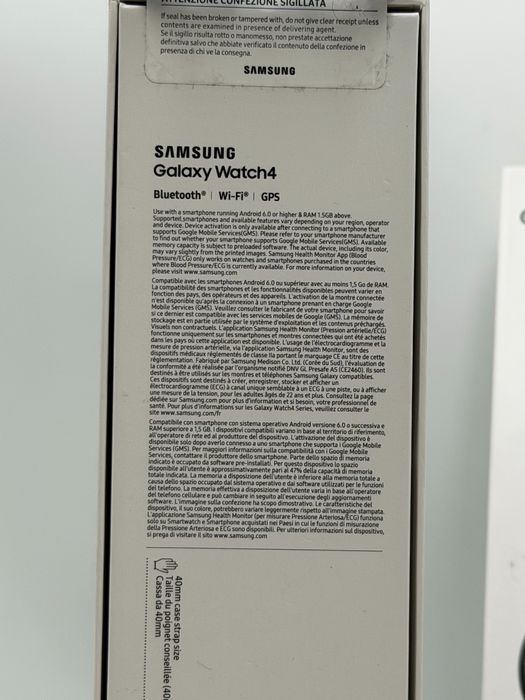 ATTENZIONE CONFEZIONE SIGILLATA
If seal has been broken or tampered with, do not give clear receipt unless
contents are examined in presence of delivering agent.
Se il sigillo risulta rotto o manomesso, non prestate accettazione
definitiva salvo che abbiate verificato il contenuto della confezione in
presenza di chi ve la consegna.
SAMSUNG
SAMSUNG
Galaxy Watch4
Bluetooth® | Wi-Fi® | GPS
Use with a smartphone running Android 6.0 or higher & RAM 1.5GB above.
Supported smartphones and available features vary depending on your region, operator
and device. Device activation is only available after connecting to a smartphone that
supports Google Mobile Services(GMS). Please refer to your smartphone manufacturer
to find out whether your smartphone supports Google Mobile Services(GMS). Available
memory capacity is subject to preloaded software. The actual device, including its color,
may vary slightly from the printed images. Samsung Health Monitor App (Blood
Pressure/ECG) only works on watches and smartphones purchased in the countries
where Blood Pressure/ECG is currently available. For more information on your device,
please visit www.samsung.com
Compatible avec les smartphones Android 6.0 ou supérieur avec au moins 1,5 Go de RAM.
La compatibilité des smartphones et les fonctionnalités disponibles peuvent varier en
fonction des pays, des opérateurs et des appareils. L'activation de la montre connectée
n'est disponible qu'après la connexion à un smartphone prenant en charge Google
Mobile Services (GMS). Veuillez consulter le fabricant de votre smartphone pour savoir
si ce dernier est compatible avec les services mobiles de Google (GMS). La mémoire de
stockage est en partie utilisée par le système d'exploitation et les contenus préchargés.
Visuels non contractuels. L'application Samsung Health Monitor (Pression artérielle/ECG)
fonctionne uniquement sur les smartphones et montres connectées qui ont été achetés
dans les pays où cette application est disponible. L'usage de l'électrocardiogramme et la
mesure de pression artérielle, via l'application Samsung Health Monitor, sont des
dispositifs médicaux réglementés de classe IIa portant le marquage CE au titre de cette
réglementation. Fabriqué par Samsung Medison Co. Ltd. (Corée du Sud), l'évaluation de
la conformité a été réalisée par l'organisme notifié DNV GL Presafe AS (CE2460). Ils sont
destinés à être utilisés sur les montres et téléphones Samsung Galaxy compatibles.
Ces dispositifs sont destinés à créer, enregistrer, stocker et afficher un
électrocardiogramme (ECG) à canal unique semblable à un ECG à une piste, ou à afficher
une mesure de la tension, pour les adultes âgés de 22 ans et plus. Consultez la page
dédiée sur Samsung.com pour plus d'information et si besoin, votre professionnel de
santé. Pour plus d'informations sur les Galaxy Watch4 Series, veuillez consulter le
site www.samsung.com/fr
Compatibile con smartphone con sistema operativo Android versione 6.0 o successiva e
RAM superiore a 1,5 GB. I dispositivi compatibili variano in base al territorio di riferimento,
all'operatore di rete ed al produttore del dispositivo. L'attivazione del dispositivo è
disponibile solo dopo averlo connesso a uno smartphone che supporta i Google Mobile
Services (GMS). Per maggiori informazioni sulla compatibilità con i Google Mobile
Services, contattare il produttore dello smartphone. Parte dello spazio di memoria
indicato è occupato da software pre-installati. Per questo dispositivo lo spazio
disponibile all'utente è approssimativamente pari al 47% della capacità di memoria
totale indicata. La memoria a disposizione dell'utente è inferiore alla memoria totale a
causa dello spazio occupato dal sistema operativo e dal software utilizzati per le funzioni
del telefono. La memoria effettiva a disposizione dell'utente varia in base all'operatore
del telefono cellulare e può cambiare in seguito all'esecuzione degli aggiornamenti
software. L'immagine sulla confezione ha scopo dimostrativo. Le caratteristiche del
dispositivo, il suo colore, potrebbero variare leggermente rispetto all'immagine stampata.
L'applicazione Samsung Health Monitor (per misurare Pressione Arteriosa/ECG) funziona
solo su Smartwatch e Smartphone acquistati nei Paesi in cui le funzioni di misurazione
della Pressione Arteriosa e ECG sono disponibili. Per ulteriori informazioni sul dispositivo,
si prega di visitare il sito www.samsung.com
40mm case strap size
Taille du poignet conseillée (40
Cassa da 40mm